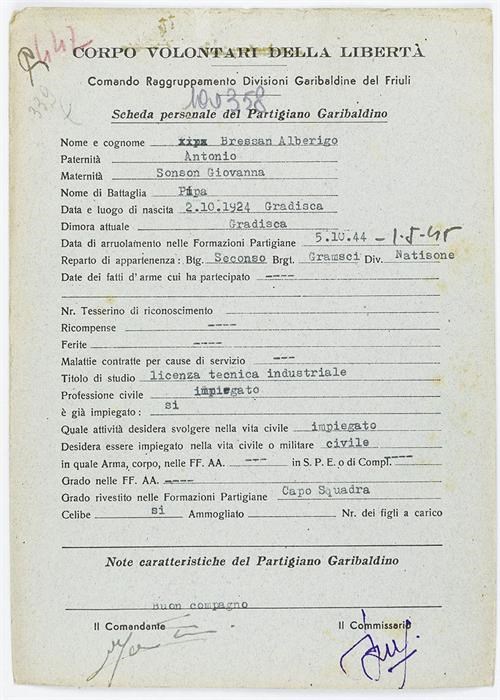 442
CORPO VOLONTARI DELLA LIBERTÀ
Comando Raggruppamento Divisioni Garibaldine del Friuli
100358
Scheda personale del Partigiano Garibaldino
Nome e cognome Bressan Alberigo
Paternità Antonio
Maternità Sonson Giovanna
Nome di Battaglia Pipa
Data e luogo di nascita 2.10.1924 Gradisca
Dimora attuale Gradisca
Data di arruolamento nelle Formazioni Partigiane 5.10.44 - 1-5-45
Reparto di appartenenza: Btg. Seconso Brgt. Gramsci Div. Natisone
Date dei fatti d'arme cui ha partecipato ----
Nr. Tesserino di riconoscimento
Ricompense ----
Ferite ----
Malattie contratte per cause di servizio ---
Titolo di studio licenza tecnica industriale
Professione civile impiegato
è già impiegato : si
Quale attività desidera svolgere nella vita civile impiegato
Desidera essere impiegato nella vita civile o militare civile
in quale Arma, corpo, nelle FF. AA. --- in S. P. E. o di Compl. ----
Grado nelle FF. AA. ----
Grado rivestito nelle Formazioni Partigiane Capo Squadra
Celibe si Ammogliato Nr. dei figli a carico
Note caratteristiche del Partigiano Garibaldino
Buon compagno
Il Comandante Il Commissario